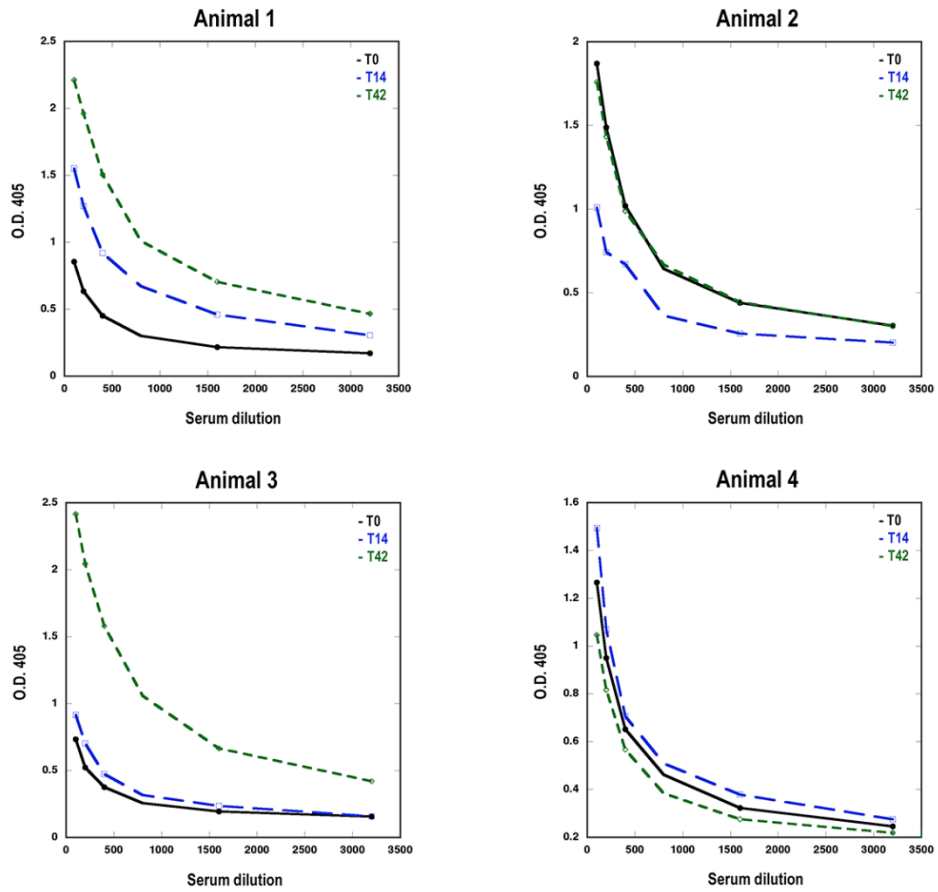 Animal 1
2.5
2
1.5
1
0.5
0
O.D. 405
- T0
- T14
- T42
0 500 1000 1500 2000 2500 3000 3500
Serum dilution
Animal 2
2
1.5
1
0.5
0
O.D. 405
- T0
- T14
- T42
0 500 1000 1500 2000 2500 3000 3500
Serum dilution
Animal 3
2.5
2
1.5
1
0.5
0
O.D. 405
- T0
- T14
- T42
0 500 1000 1500 2000 2500 3000 3500
Serum dilution
Animal 4
1.6
1.4
1.2
1
0.8
0.6
0.4
0.2
O.D. 405
- T0
- T14
- T42
0 500 1000 1500 2000 2500 3000 3500
Serum dilution